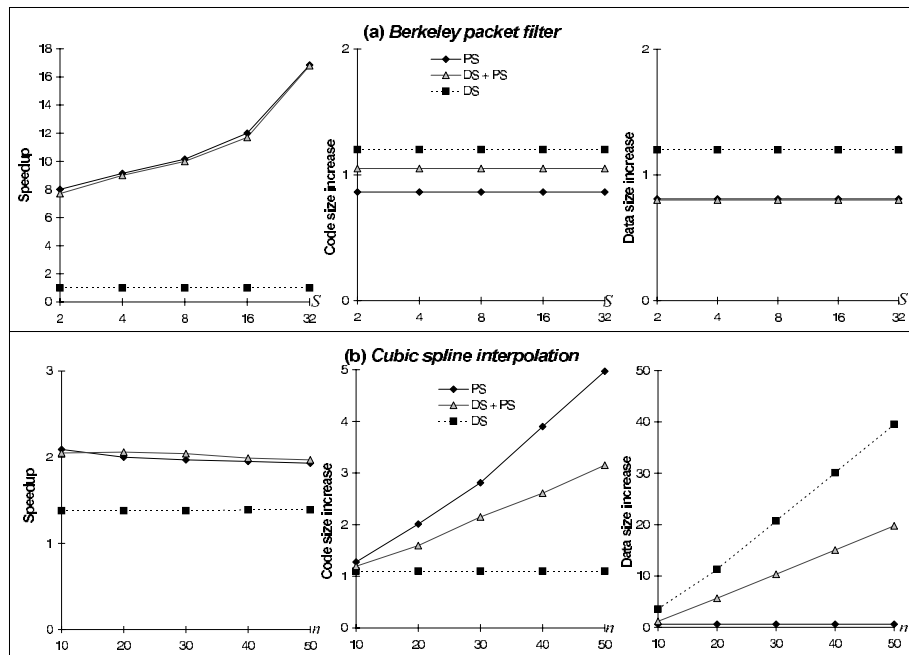 (a) Berkeley packet filter
Speedup
18
16
14
12
10
8
6
4
2
0
2 4 8 16 32 S
Code size increase
2
1
0
2 4 8 16 32 S
PS
DS + PS
DS
Data size increase
2
1
0
2 4 8 16 32 S
(b) Cubic spline interpolation
Speedup
3
2
1
0
10 20 30 40 50 n
Code size increase
5
4
3
2
1
0
10 20 30 40 50 n
PS
DS + PS
DS
Data size increase
50
40
30
20
10
0
10 20 30 40 50 n